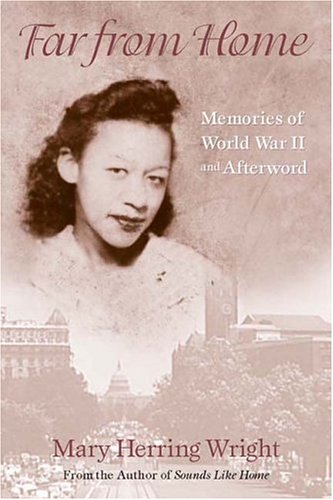 Far from Home
Memories of
World War II
and Afterword
Mary Herring Wright
From the Author of Sounds Like Home